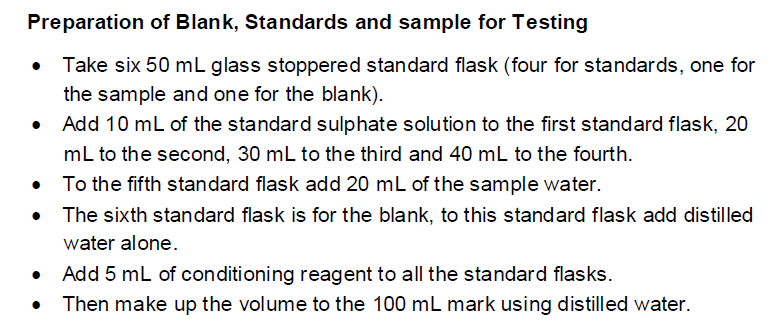 Preparation of Blank, Standards and sample for Testing
• Take six 50 mL glass stoppered standard flask (four for standards, one for
the sample and one for the blank).
• Add 10 mL of the standard sulphate solution to the first standard flask, 20
mL to the second, 30 mL to the third and 40 mL to the fourth.
• To the fifth standard flask add 20 mL of the sample water.
• The sixth standard flask is for the blank, to this standard flask add distilled
water alone.
• Add 5 mL of conditioning reagent to all the standard flasks.
• Then make up the volume to the 100 mL mark using distilled water.